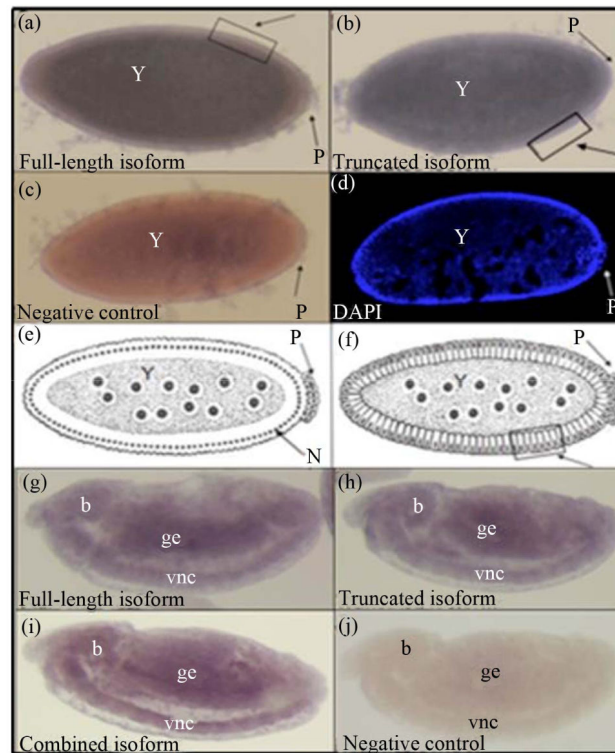 (a)
Y
P
Full-length isoform
(b)
P
Y
Truncated isoform
(c)
Y
P
Negative control
(d)
Y
P
DAPI
(e)
P
Y
N
(f)
P
Y
(g)
b
ge
vnc
Full-length isoform
(h)
b
ge
vnc
Truncated isoform
(i)
b
ge
vnc
Combined isoform
(j)
b
ge
vnc
Negative control